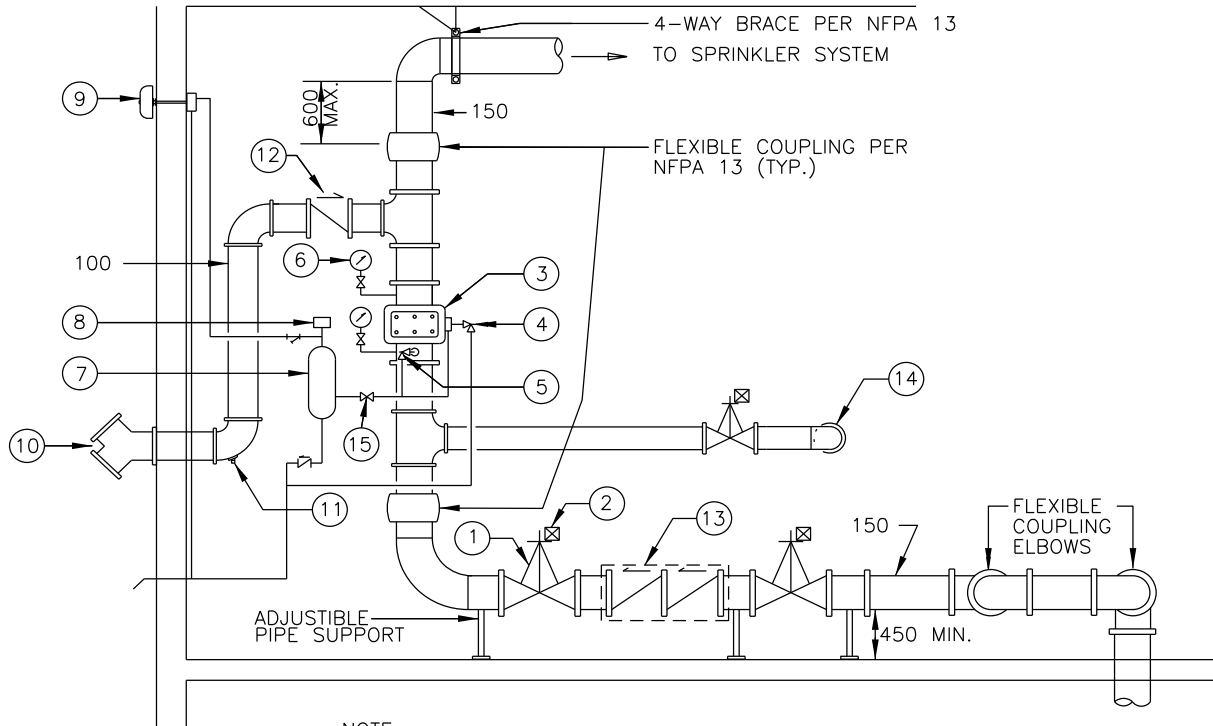 4-WAY BRACE PER NFPA 13
TO SPRINKLER SYSTEM
9
600
MAX.
150
FLEXIBLE COUPLING PER
NFPA 13 (TYP.)
12
100
6
3
8
4
7
5
14
10
15
11
2
1
13
150
FLEXIBLE
COUPLING
ELBOWS
ADJUSTIBLE
PIPE SUPPORT
450 MIN.
NOTE